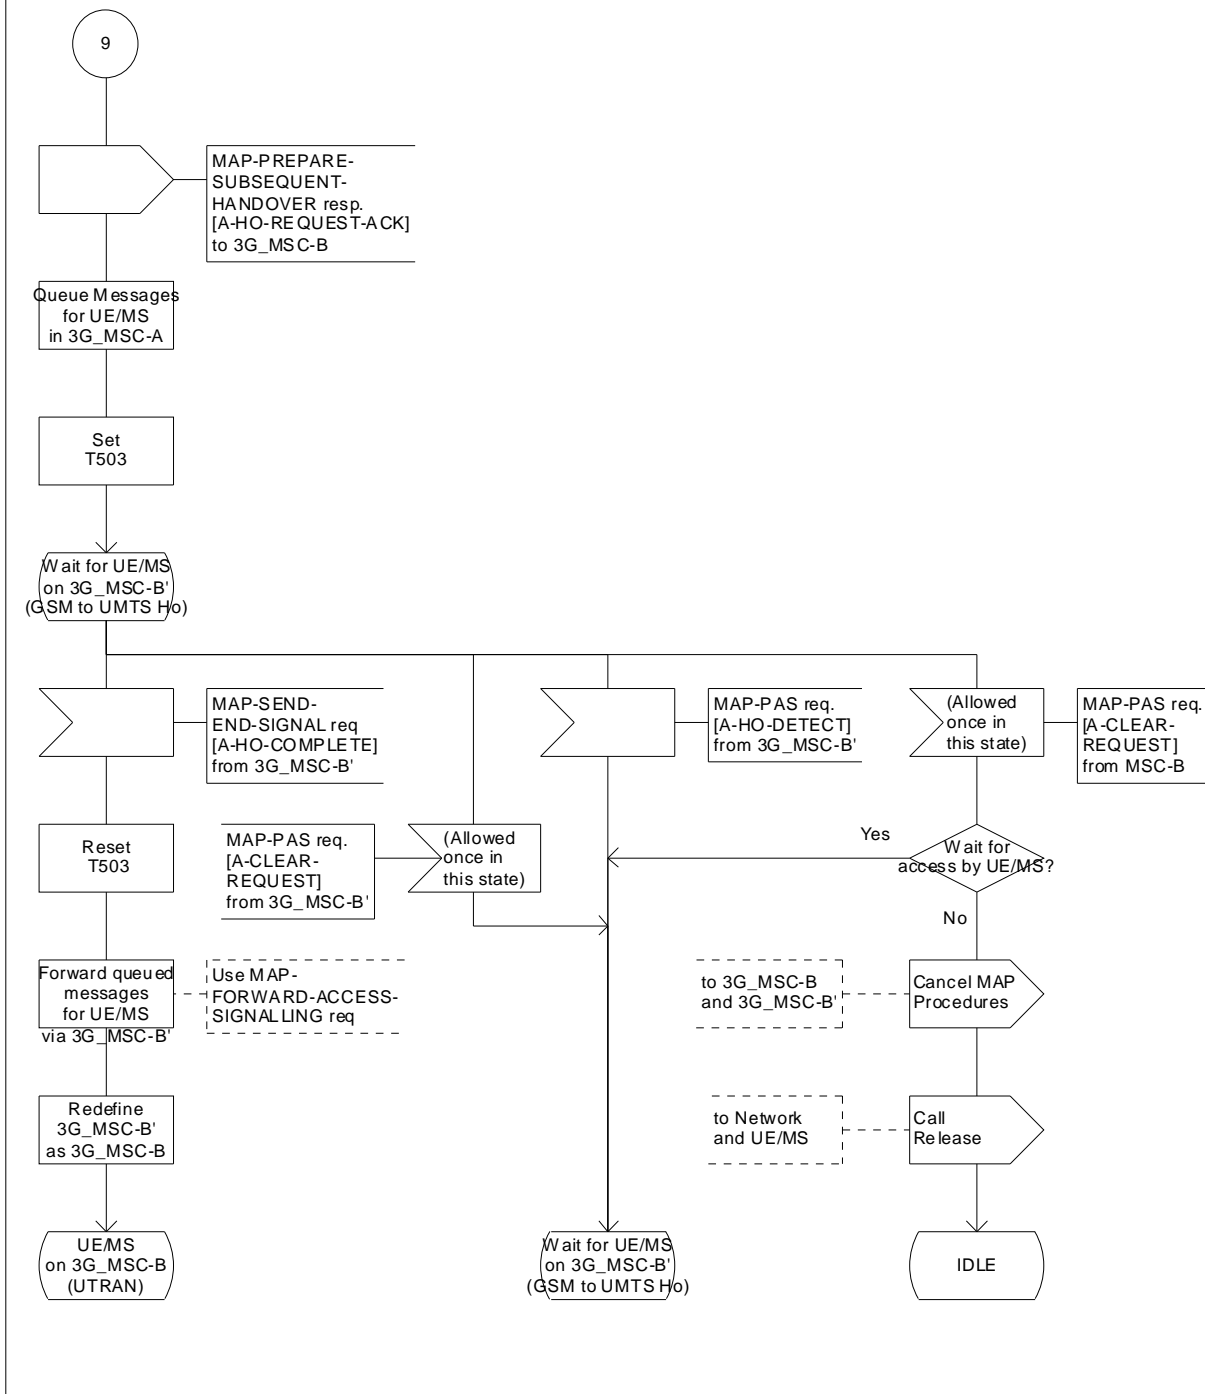 9
MAP-PREPARE-
SUBSEQUENT-
HANDOVER resp.
[A-HO-REQUEST-ACK]
to 3G_MSC-B
Queue Messages
for UE/MS
in 3G_MSC-A
Set
T503
Wait for UE/MS
on 3G_MSC-B'
(GSM to UMTS Ho)
MAP-SEND-
END-SIGNAL req
[A-HO-COMPLETE]
from 3G_MSC-B'
MAP-PAS req.
[A-HO-DETECT]
from 3G_MSC-B'
(Allowed
once in
this state)
MAP-PAS req.
[A-CLEAR-
REQUEST]
from MSC-B
Reset
T503
MAP-PAS req.
[A-CLEAR-
REQUEST]
from 3G_MSC-B'
(Allowed
once in
this state)
Yes
Wait for
access by UE/MS?
No
Forward queued
messages
for UE/MS
via 3G_MSC-B'
Use MAP-
FORWARD-ACCESS-
SIGNALLING req
to 3G_MSC-B
and 3G_MSC-B'
Cancel MAP
Procedures
Redefine
3G_MSC-B'
as 3G_MSC-B
to Network
and UE/MS
Call
Release
UE/MS
on 3G_MSC-B
(UTRAN)
Wait for UE/MS
on 3G_MSC-B'
(GSM to UMTS Ho)
IDLE